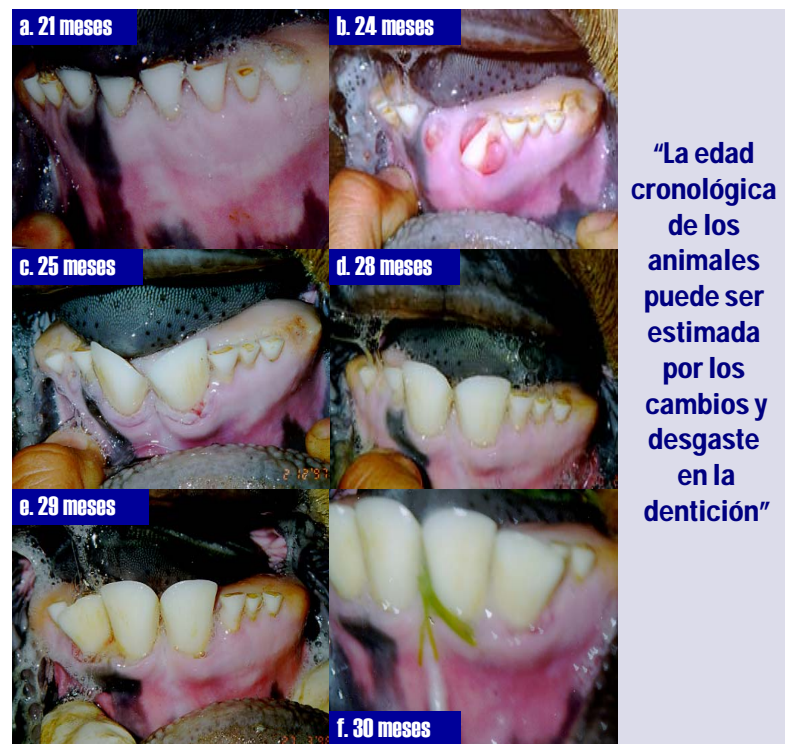 a. 21 meses
b. 24 meses
c. 25 meses
d. 28 meses
e. 29 meses
f. 30 meses
“La edad
cronológica
de los
animales
puede ser
estimada
por los
cambios y
desgaste
en la
dentición”